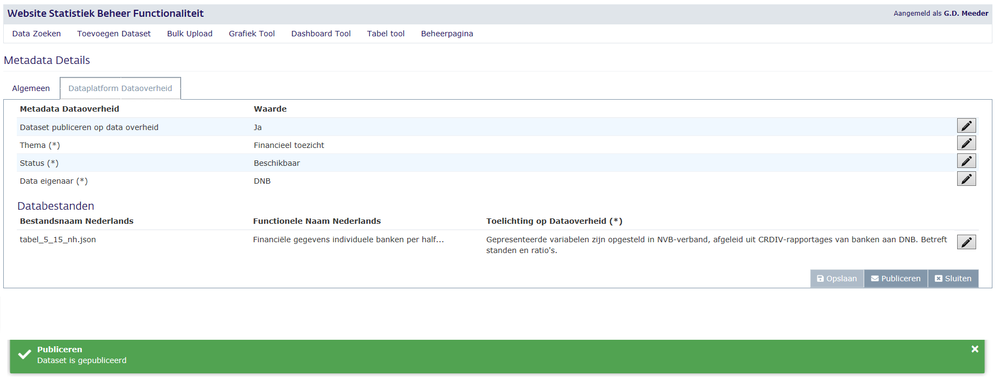 Website Statistiek Beheer Functionaliteit
Aangemeld als G.D. Meeder
Data Zoeken Toevoegen Dataset Bulk Upload Grafiek Tool Dashboard Tool Tabel tool Beheerpagina
Metadata Details
Algemeen Dataplatform Dataoverheid
Metadata Dataoverheid Waarde
Dataset publiceren op data overheid Ja
Thema (*) Financieel toezicht
Status (*) Beschikbaar
Data eigenaar (*) DNB
Databestanden
Bestandsnaam Nederlands Functionele Naam Nederlands Toelichting op Dataoverheid (*)
tabel_5_15_nh.json Financiële gegevens individuele banken per half... Gepresenteerde variabelen zijn opgesteld in NVB-verband, afgeleid uit CRDIV-rapportages van banken aan DNB. Betreft
standen en ratio's.
Opslaan Publiceren Sluiten
Publiceren
Dataset is gepubliceerd